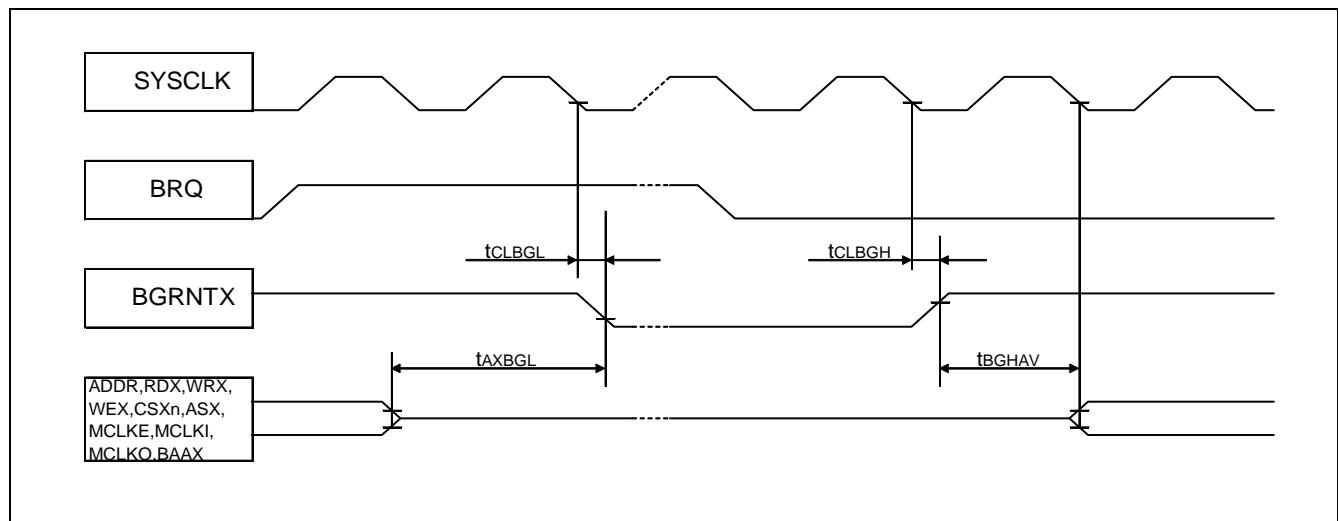 SYSCLK
BRQ
tCLBGL
tCLBGH
BGRNTX
tAXBGL
tBGHAV
ADDR,RDX,WRX,
WEX,CSXn,ASX,
MCLKE,MCLKI,
MCLKO,BAAX